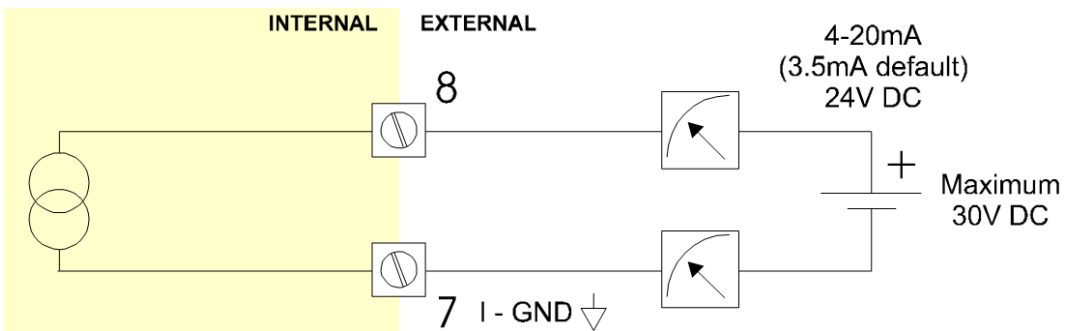 INTERNAL EXTERNAL
4-20mA
(3.5mA default)
24V DC
8
+
Maximum
30V DC
7 I - GND